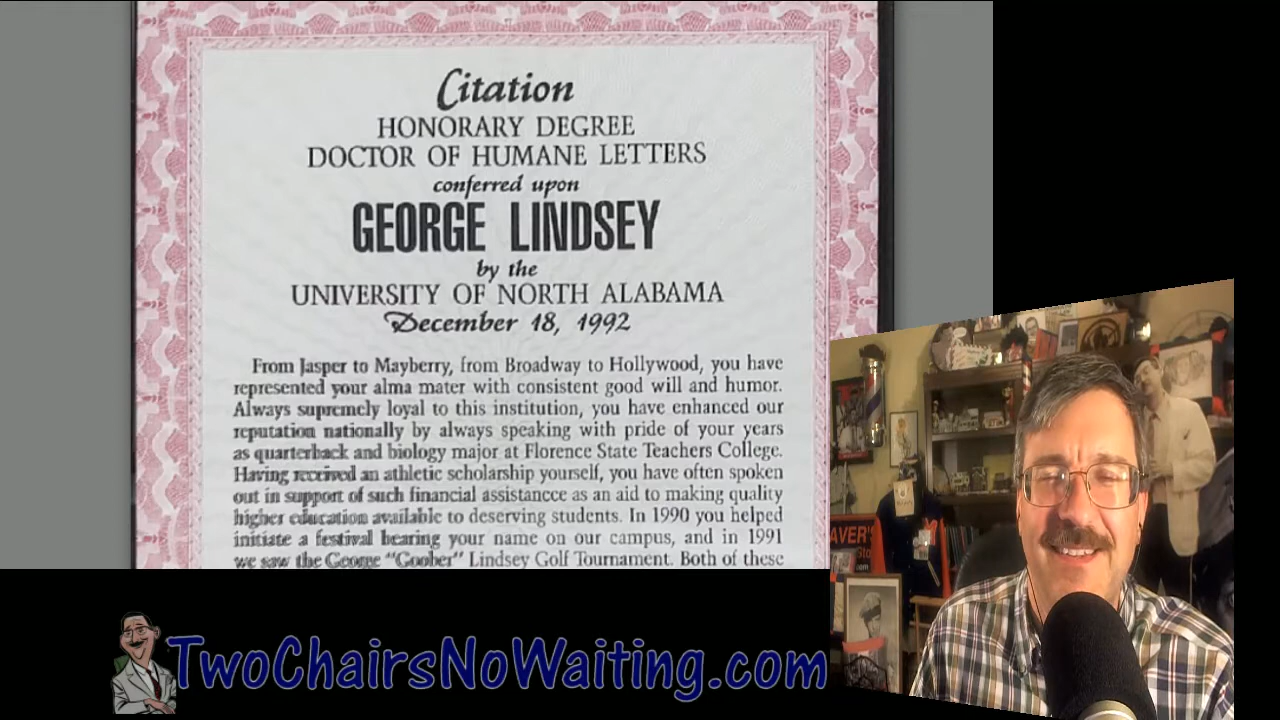 Citation
HONORARY DEGREE
DOCTOR OF HUMANE LETTERS
conferred upon
GEORGE LINDSEY
by the
UNIVERSITY OF NORTH ALABAMA
December 18, 1992
From Jasper to Mayberry, from Broadway to Hollywood, you have
represented your alma mater with consistent good will and humor.
Always supremely loyal to this institution, you have enhanced our
reputation nationally by always speaking with pride of your years
as quarterback and biology major at Florence State Teachers College.
Having received an athletic scholarship yourself, you have often spoken
out in support of such financial assistancce as an aid to making quality
higher education available to deserving students. In 1990 you helped
initiate a festival bearing your name on our campus, and in 1991
we saw the George "Goober" Lindsey Golf Tournament. Both of these
AVER'S
TwoChairsNoWaiting.com